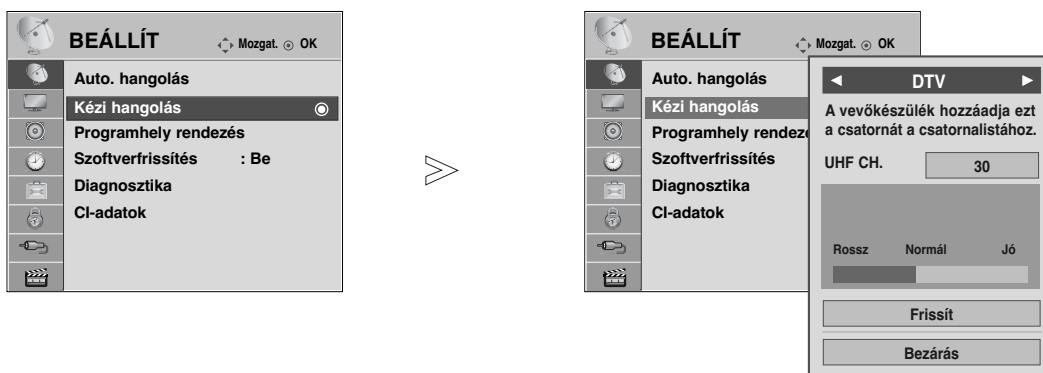 BEÁLLÍT Mozgat. OK
Auto. hangolás
Kézi hangolás
Programhely rendezés
Szoftverfrissítés : Be
Diagnosztika
CI-adatok
BEÁLLÍT Mozgat. OK
Auto. hangolás
Kézi hangolás
Programhely rendez
Szoftverfrissítés
Diagnosztika
CI-adatok
◄ DTV ►
A vevőkészülék hozzáadja ezt
a csatornát a csatornalistához.
UHF CH. 30
Rossz Normál Jó
Frissít
Bezárás